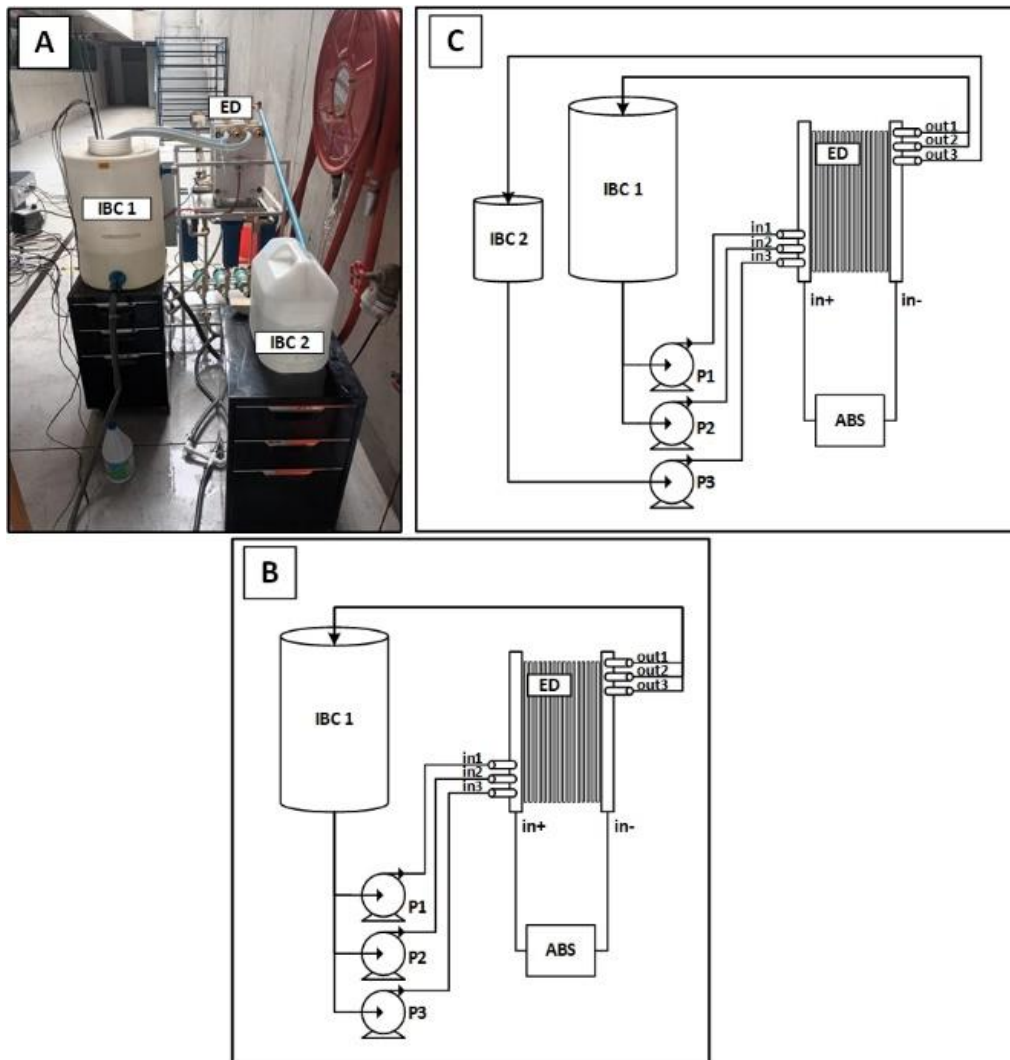 A
ED
IBC 1
IBC 2
C
IBC 1
IBC 2
ED
out1
out2
out3
in1
in2
in3
in+
in-
P1
P2
P3
ABS
B
IBC 1
ED
out1
out2
out3
in1
in2
in3
in+
in-
P1
P2
P3
ABS